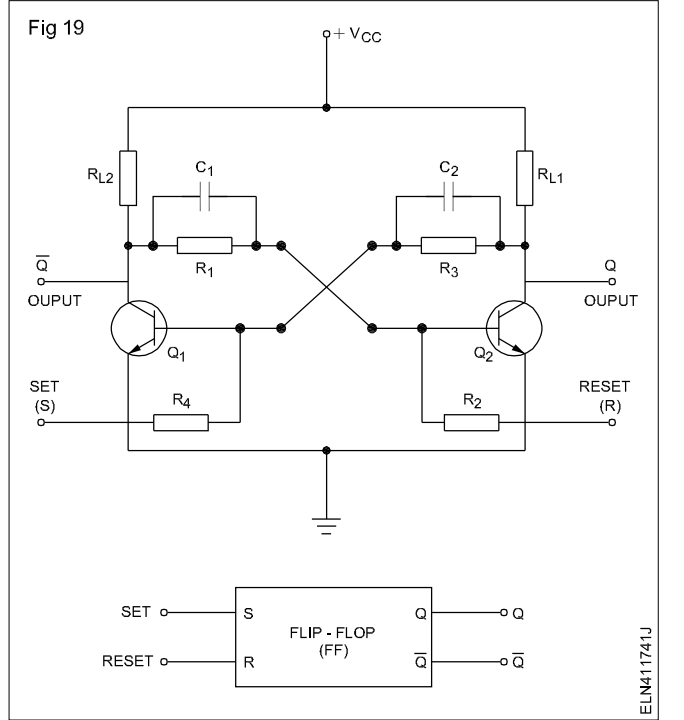 Fig 19
+ VCC
RL2
C1
C2
RL1
R1
R3
Q̅
OUPUT
Q
OUPUT
Q1
Q2
SET
(S)
R4
R2
RESET
(R)
SET
S
Q
Q
FLIP - FLOP
(FF)
RESET
R
Q̅
Q̅
ELN411741J